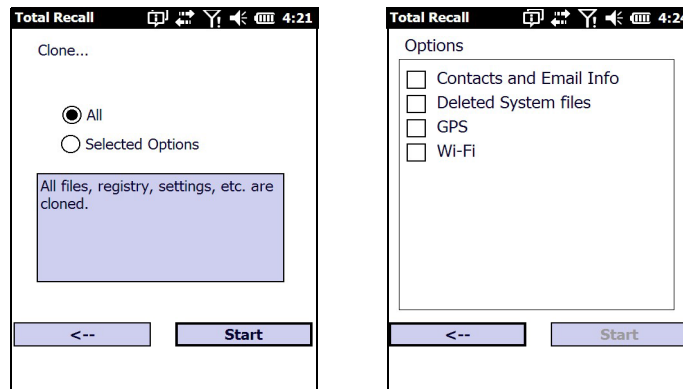 Total Recall 4:21
Clone...
All
Selected Options
All files, registry, settings, etc. are
cloned.
<-- Start
Total Recall 4:24
Options
Contacts and Email Info
Deleted System files
GPS
Wi-Fi
<-- Start